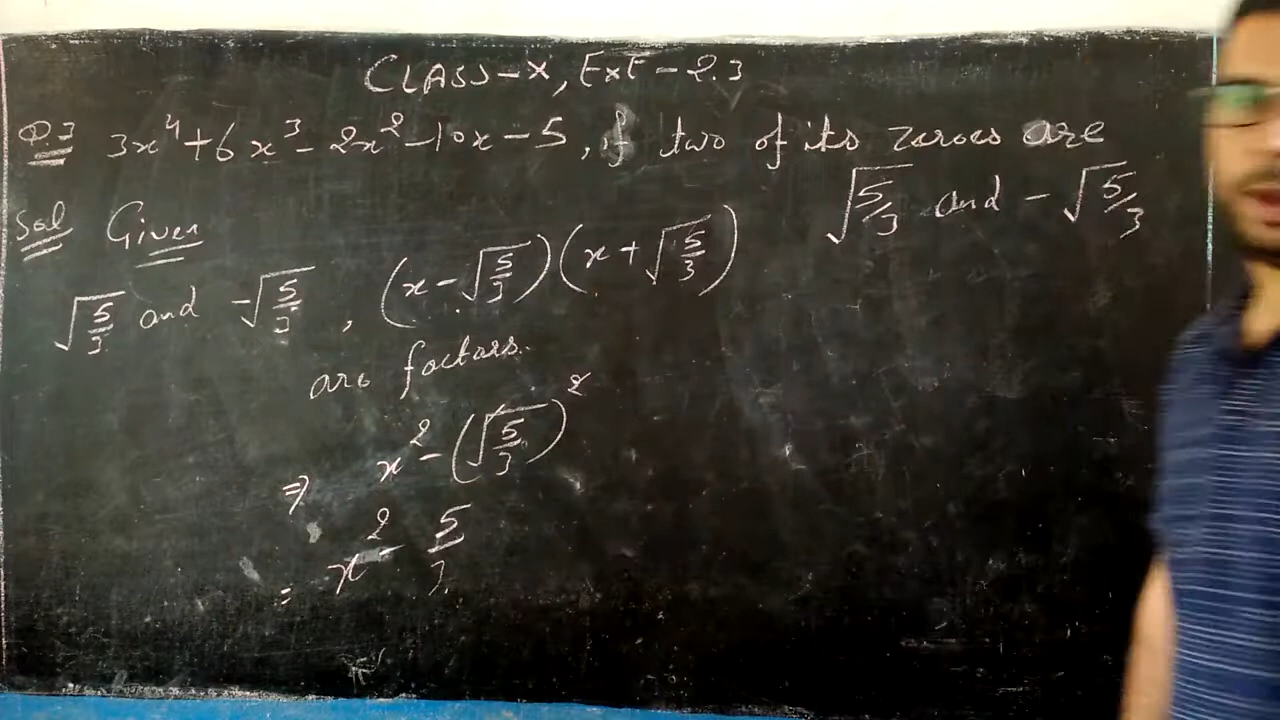 CLASS-X, EXE-2.3
Q.3 3x⁴+6x³-2x²-10x-5, if two of its zeroes are
√5/3 and -√5/3
Sol Given
√5/3 and -√5/3, (x-√5/3)(x+√5/3)
are factors.
⇒ x²-(√5/3)²
= x²-5/3